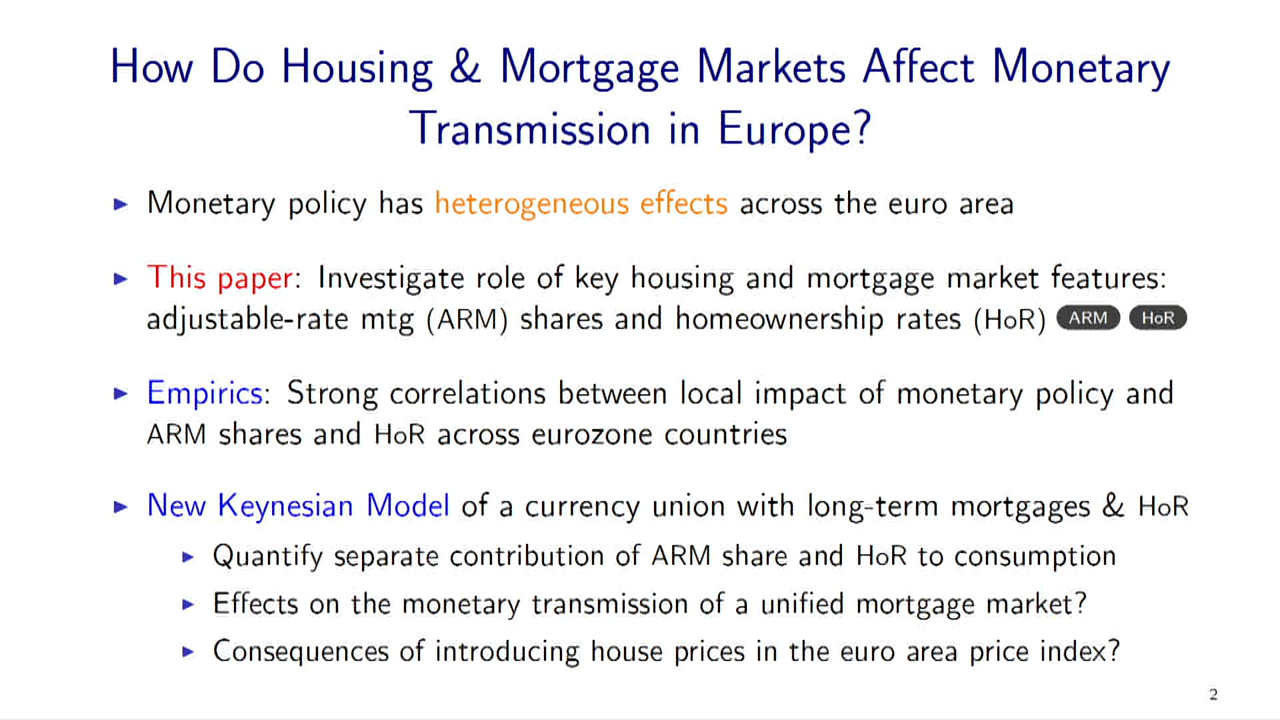 How Do Housing & Mortgage Markets Affect Monetary
Transmission in Europe?
Monetary policy has heterogeneous effects across the euro area
This paper: Investigate role of key housing and mortgage market features:
adjustable-rate mtg (ARM) shares and homeownership rates (HoR) ARM HoR
Empirics: Strong correlations between local impact of monetary policy and
ARM shares and HoR across eurozone countries
New Keynesian Model of a currency union with long-term mortgages & HoR
Quantify separate contribution of ARM share and HoR to consumption
Effects on the monetary transmission of a unified mortgage market?
Consequences of introducing house prices in the euro area price index?
2